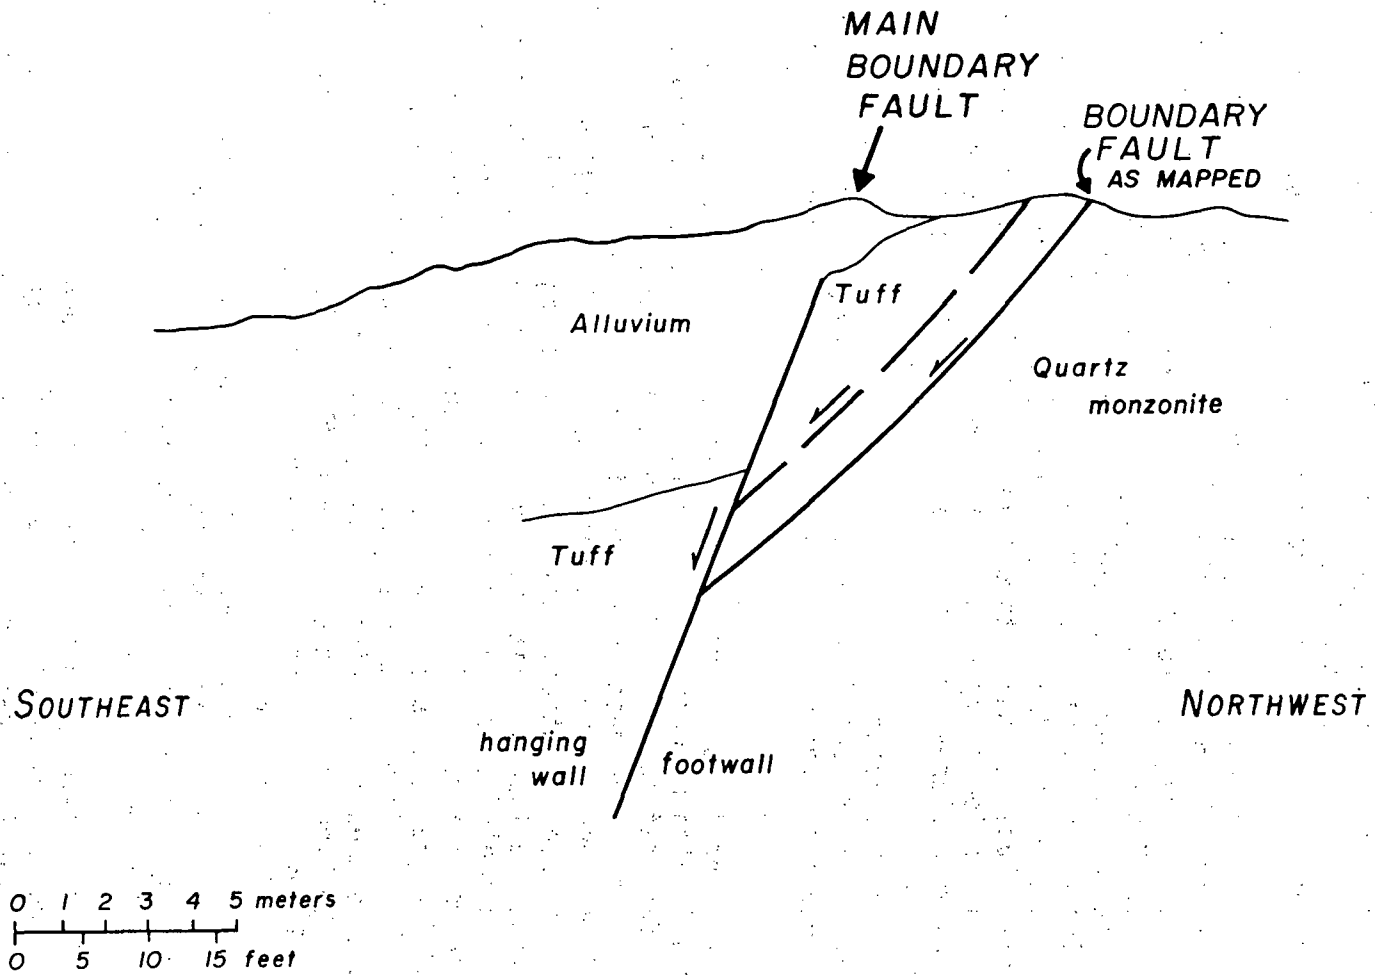 MAIN
BOUNDARY
FAULT
BOUNDARY
FAULT
AS MAPPED
Tuff
Alluvium
Quartz
monzonite
Tuff
SOUTHEAST
NORTHWEST
hanging
wall
footwall
0 1 2 3 4 5 meters
0 5 10 15 feet